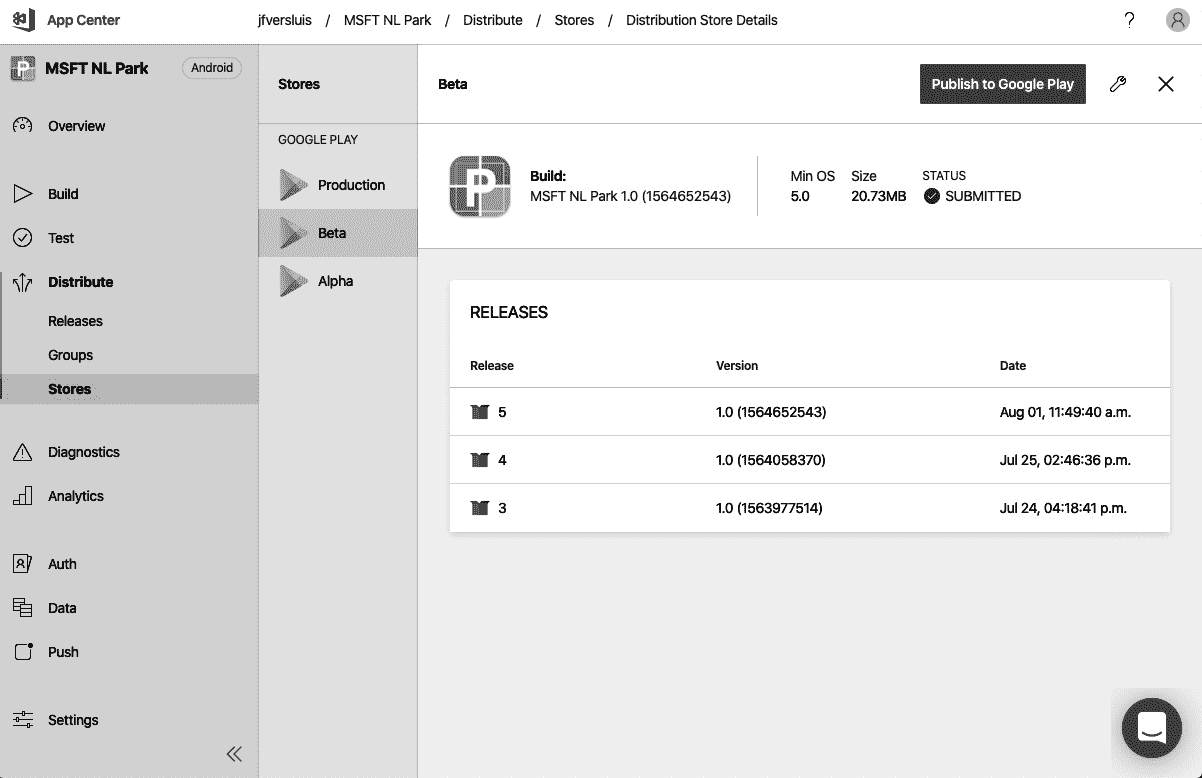 App Center
jfversluis / MSFT NL Park / Distribute / Stores / Distribution Store Details
?
MSFT NL Park
Android
Overview
Build
Test
Distribute
Releases
Groups
Stores
Diagnostics
Analytics
Auth
Data
Push
Settings
Stores
GOOGLE PLAY
Production
Beta
Alpha
Beta
Publish to Google Play
P
Build:
MSFT NL Park 1.0 (1564652543)
Min OS
5.0
Size
20.73MB
STATUS
SUBMITTED
RELEASES
Release Version Date
5 1.0 (1564652543) Aug 01, 11:49:40 a.m.
4 1.0 (1564058370) Jul 25, 02:46:36 p.m.
3 1.0 (1563977514) Jul 24, 04:18:41 p.m.